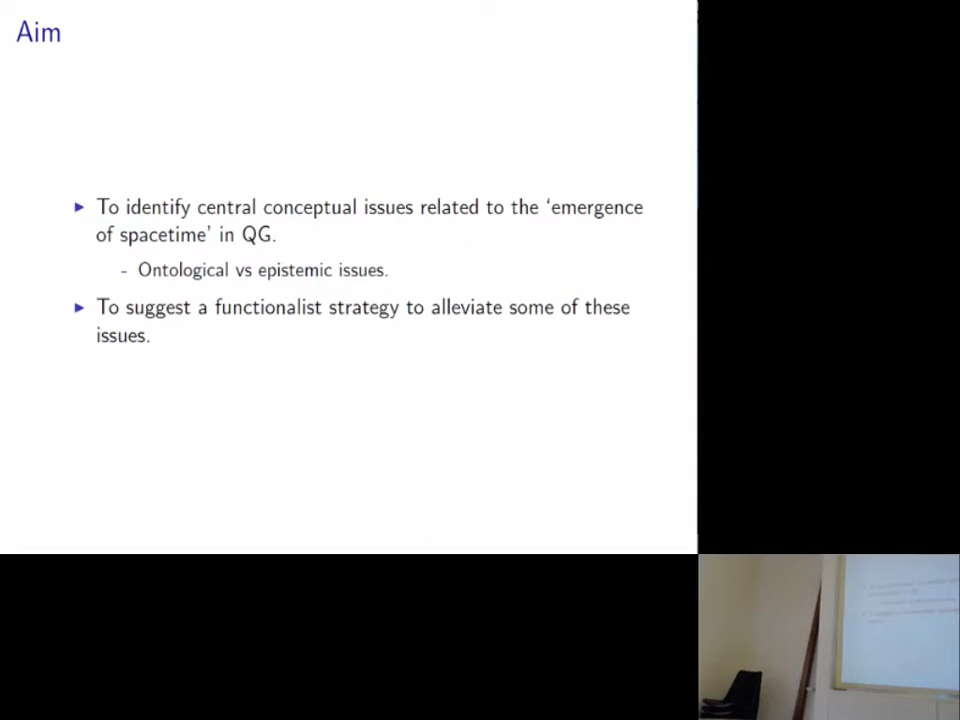 Aim
► To identify central conceptual issues related to the ‘emergence
of spacetime’ in QG.
- Ontological vs epistemic issues.
► To suggest a functionalist strategy to alleviate some of these
issues.